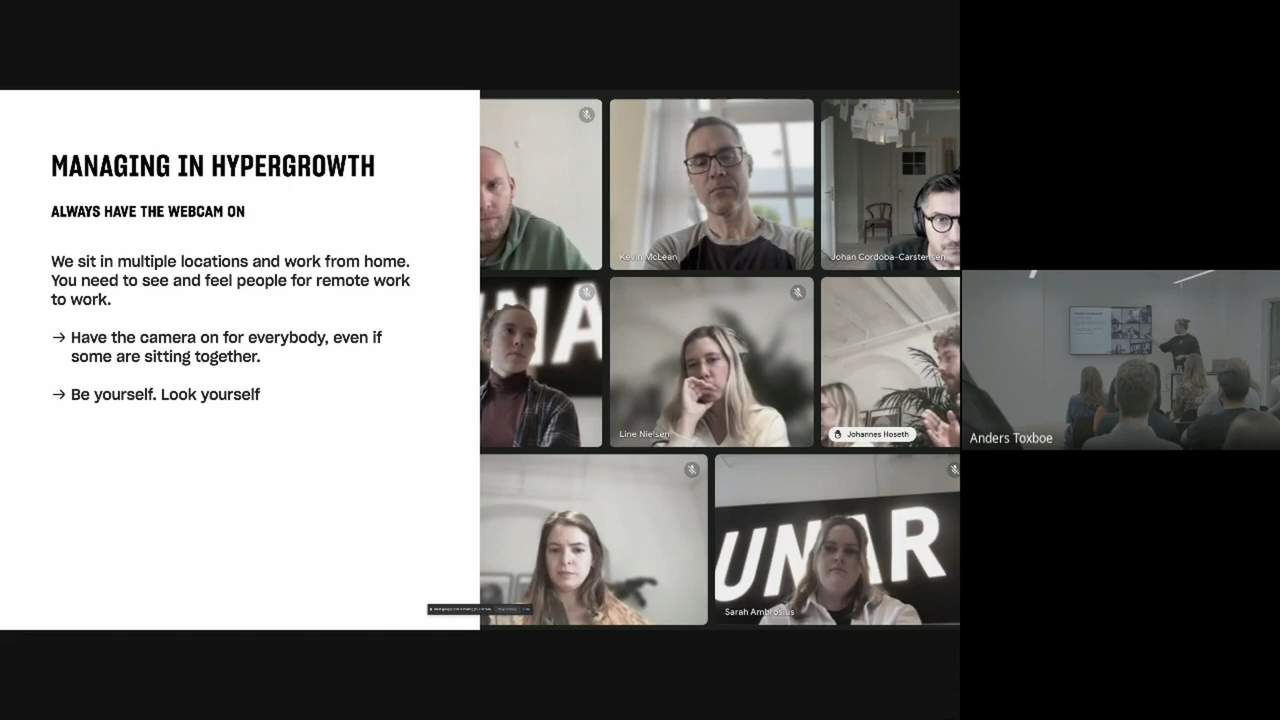 MANAGING IN HYPERGROWTH
ALWAYS HAVE THE WEBCAM ON
We sit in multiple locations and work from home.
You need to see and feel people for remote work
to work.
→ Have the camera on for everybody, even if
some are sitting together.
→ Be yourself. Look yourself
Kevin McLean
Johan Cordoba-Carstensen
UNA
Line Nielsen
Johannes Hoseth
UNAR
Sarah Ambrosius
Anders Toxboe